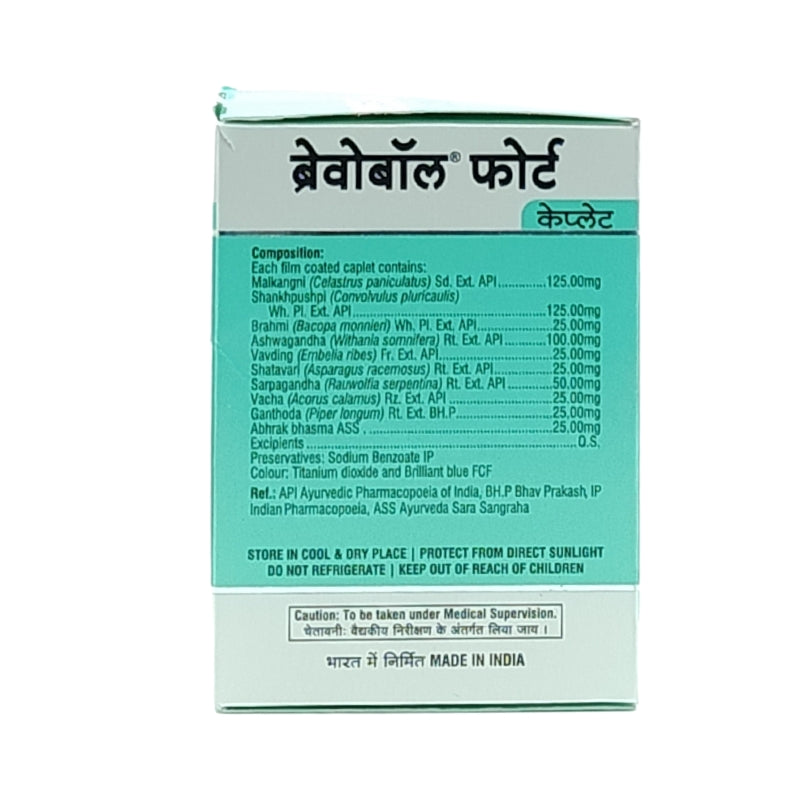 ब्रेवोबॉल® फोर्ट
केप्लेट
Composition:
Each film coated caplet contains:
Malkangni (Celastrus paniculatus) Sd. Ext. API.............125.00mg
Shankhpushpi (Convolvulus pluricaulis)
Wh. Pl. Ext. API.....................................................125.00mg
Brahmi (Bacopa monnieri) Wh. Pl. Ext. API....................25.00mg
Ashwagandha (Withania somnifera) Rt. Ext. API............100.00mg
Vavding (Embelia ribes) Fr. Ext. API..............................25.00mg
Shatavari (Asparagus racemosus) Rt. Ext. API................25.00mg
Sarpagandha (Rauwolfia serpentina) Rt. Ext. API............50.00mg
Vacha (Acorus calamus) Rz. Ext. API............................25.00mg
Ganthoda (Piper longum) Rt. Ext. BH.P..........................25.00mg
Abhrak bhasma ASS ....................................................25.00mg
Excipients......................................................................Q.S.
Preservatives: Sodium Benzoate IP
Colour: Titanium dioxide and Brilliant blue FCF
Ref.: API Ayurvedic Pharmacopoeia of India, BH.P Bhav Prakash, IP
Indian Pharmacopoeia, ASS Ayurveda Sara Sangraha
STORE IN COOL & DRY PLACE | PROTECT FROM DIRECT SUNLIGHT
DO NOT REFRIGERATE | KEEP OUT OF REACH OF CHILDREN
Caution: To be taken under Medical Supervision.
चेतावनी: वैद्यकीय निरीक्षण के अंतर्गत लिया जाय ।
भारत में निर्मित MADE IN INDIA